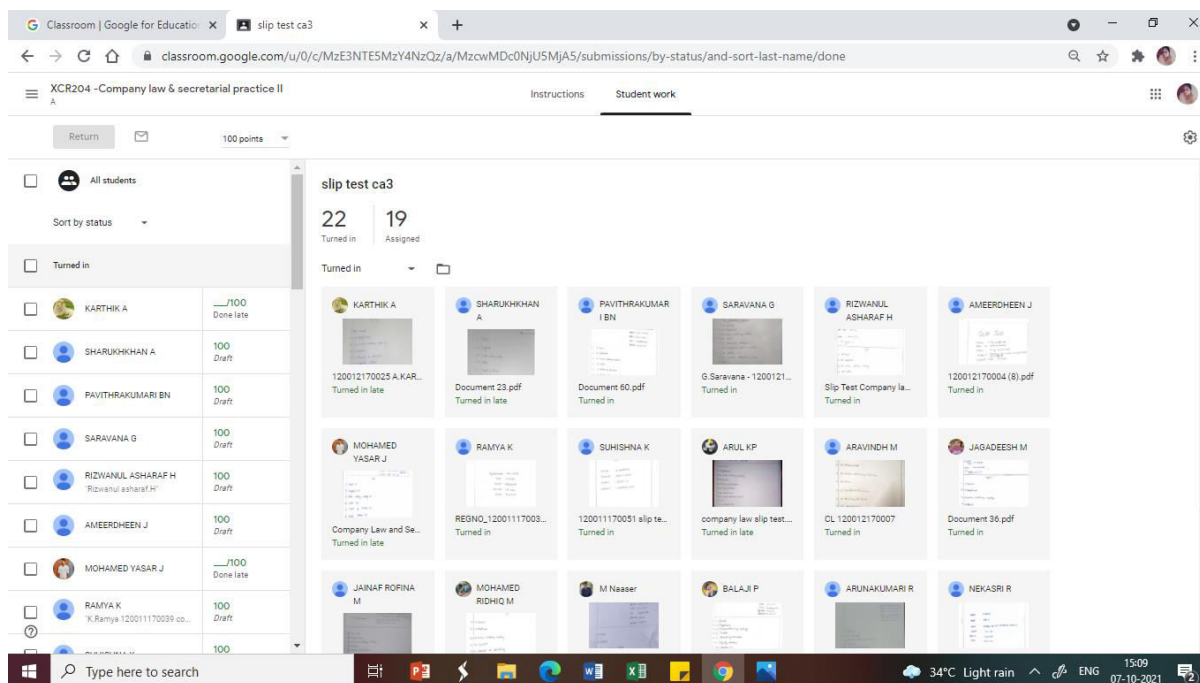 Classroom | Google for Educatio
slip test ca3
classroom.google.com/u/0/c/MzE3NTE5MzY4NzQz/a/MzcwMDc0NjU5MjA5/submissions/by-status/and-sort-last-name/done
XCR204 -Company law & secretarial practice II
A
Instructions
Student work
Return
100 points
All students
Sort by status
Turned in
KARTHIK A
__/100
Done late
SHARUKHKHAN A
100
Draft
PAVITHRAKUMARI BN
100
Draft
SARAVANA G
100
Draft
RIZWANUL ASHARAF H
"Rizwanul asharaf.H"
100
Draft
AMEERDHEEN J
100
Draft
MOHAMED YASAR J
__/100
Done late
RAMYA K
"K.Ramya 120011170039 co...
100
Draft
100
slip test ca3
22
Turned in
19
Assigned
Turned in
KARTHIK A
120012170025 A.KAR...
Turned in late
SHARUKHKHAN
A
Document 23.pdf
Turned in late
PAVITHRAKUMAR
I BN
Document 60.pdf
Turned in
SARAVANA G
G.Saravana - 1200121...
Turned in
RIZWANUL
ASHARAF H
Slip Test Company la...
Turned in
AMEERDHEEN J
120012170004 (8).pdf
Turned in
MOHAMED
YASAR J
Company Law and Se...
Turned in late
RAMYA K
REGNO_12001117003...
Turned in
SUHISHNA K
120011170051 slip te...
Turned in
ARUL KP
company law slip test....
Turned in late
ARAVINDH M
CL 120012170007
Turned in
JAGADEESH M
Document 36.pdf
Turned in
JAINAF ROFINA
M
MOHAMED
RIDHIQ M
M Naaser
BALAJI P
ARUNAKUMARI R
NEKASRI R
Type here to search
34°C Light rain
ENG
15:09
07-10-2021